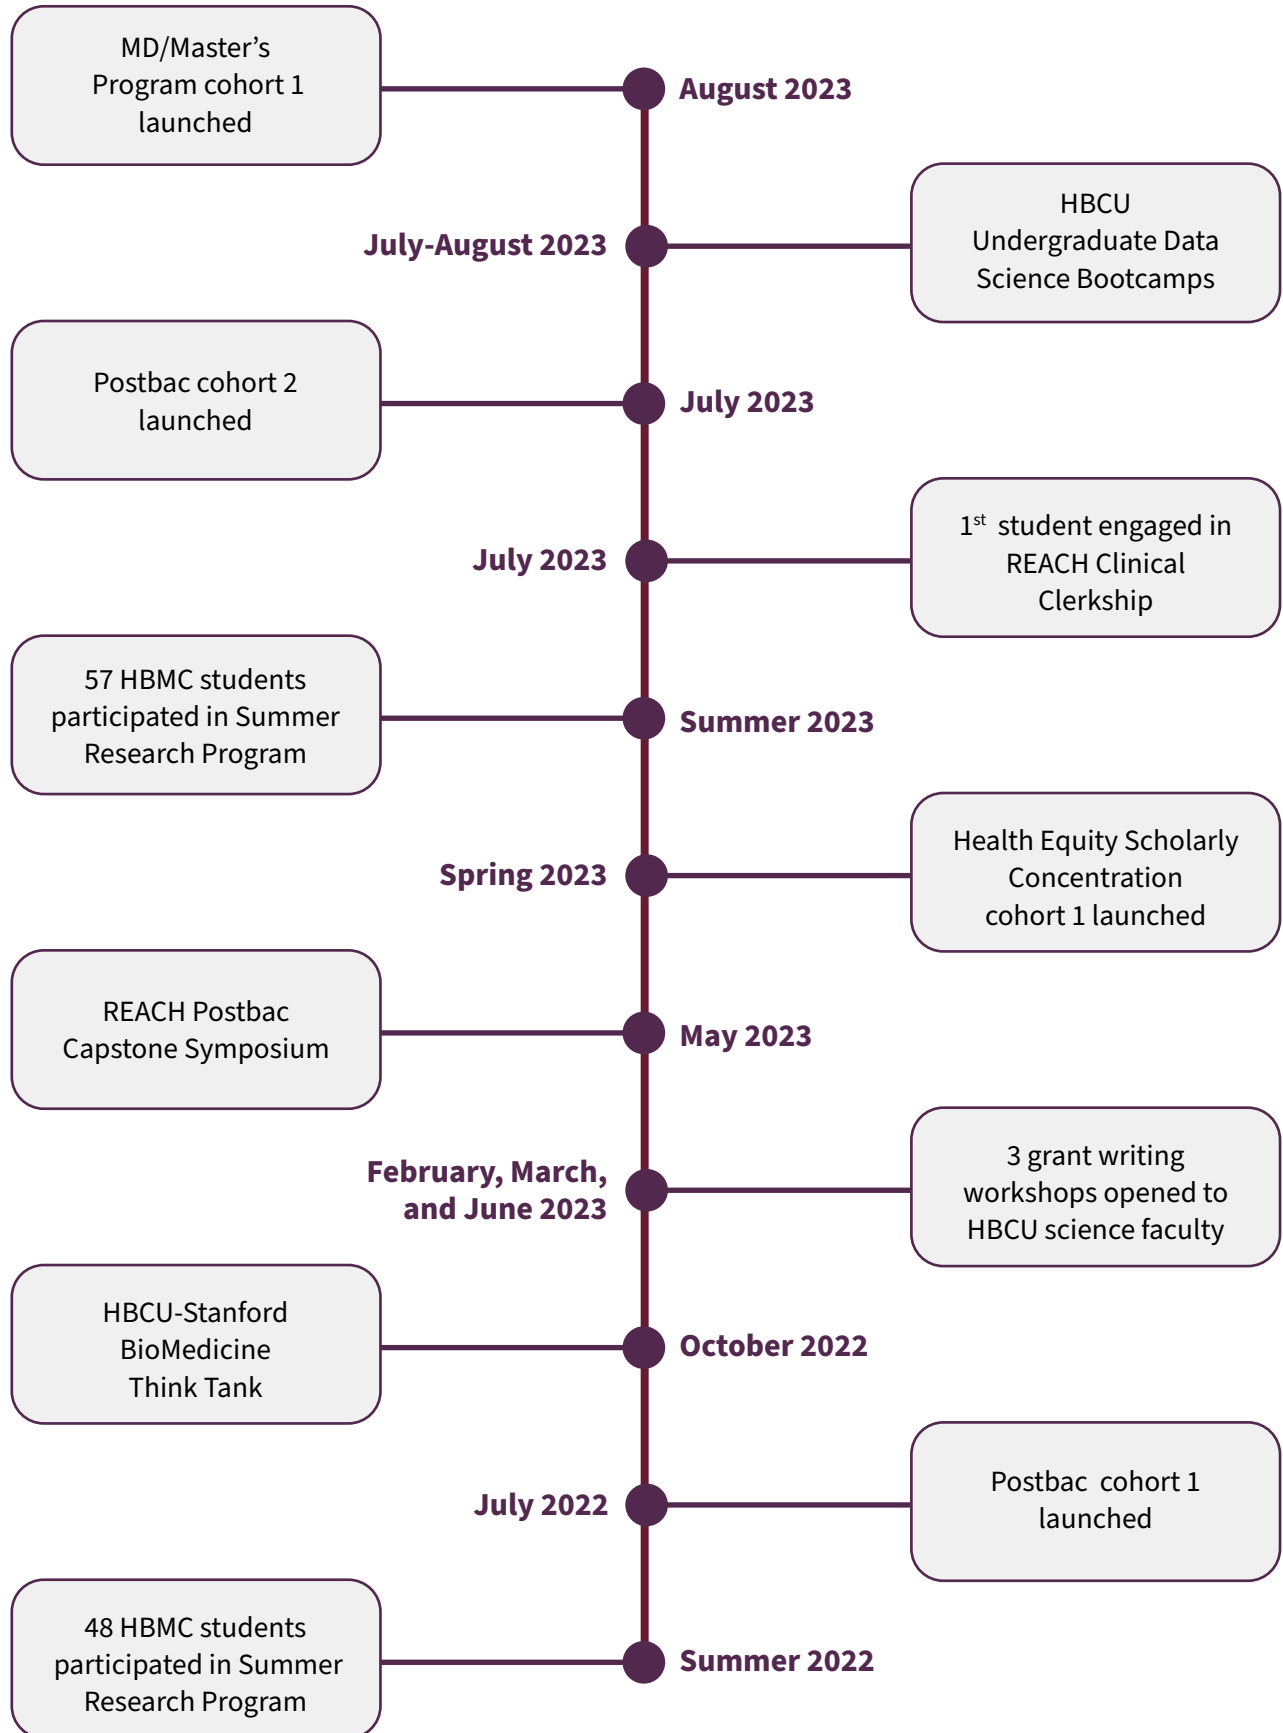 MD/Master’s
Program cohort 1
launched
August 2023
July-August 2023
HBCU
Undergraduate Data
Science Bootcamps
Postbac cohort 2
launched
July 2023
July 2023
1st student engaged in
REACH Clinical
Clerkship
57 HBMC students
participated in Summer
Research Program
Summer 2023
Spring 2023
Health Equity Scholarly
Concentration
cohort 1 launched
REACH Postbac
Capstone Symposium
May 2023
February, March,
and June 2023
3 grant writing
workshops opened to
HBCU science faculty
HBCU-Stanford
BioMedicine
Think Tank
October 2022
July 2022
Postbac cohort 1
launched
48 HBMC students
participated in Summer
Research Program
Summer 2022